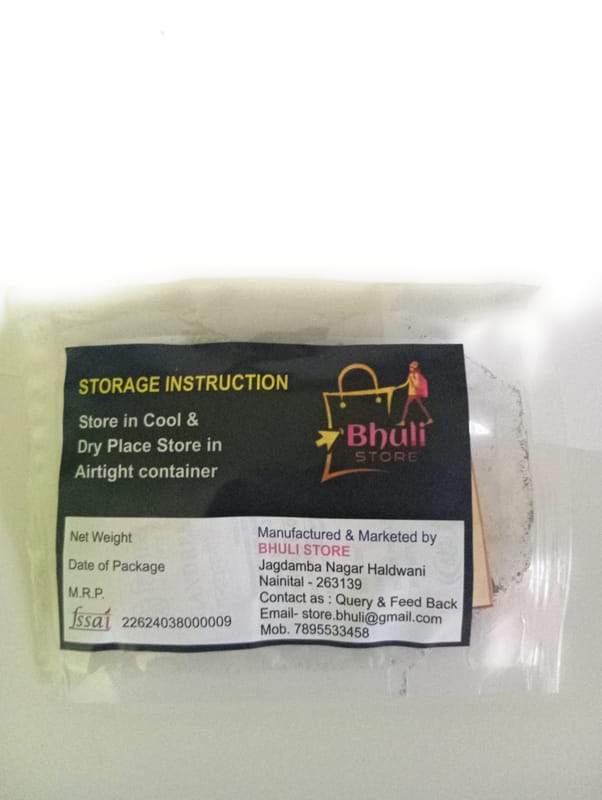 STORAGE INSTRUCTION
Store in Cool &
Dry Place Store in
Airtight container
Bhuli
STORE
Net Weight
Date of Package
M.R.P.
fssai 22624038000009
Manufactured & Marketed by
BHULI STORE
Jagdamba Nagar Haldwani
Nainital - 263139
Contact as : Query & Feed Back
Email- store.bhuli@gmail.com
Mob. 7895533458